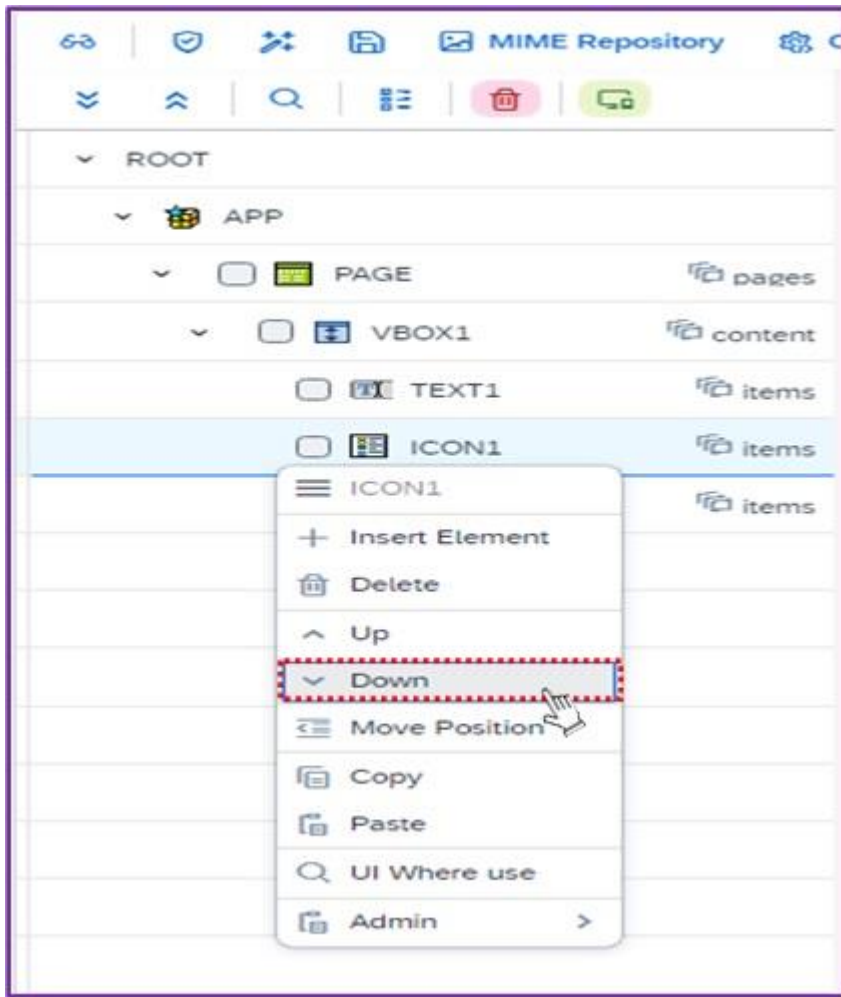 MIME Repository
ROOT
APP
PAGE pages
VBOX1 content
TEXT1 items
ICON1 items
ICON1
items
Insert Element
Delete
Up
Down
Move Position
Copy
Paste
UI Where use
Admin